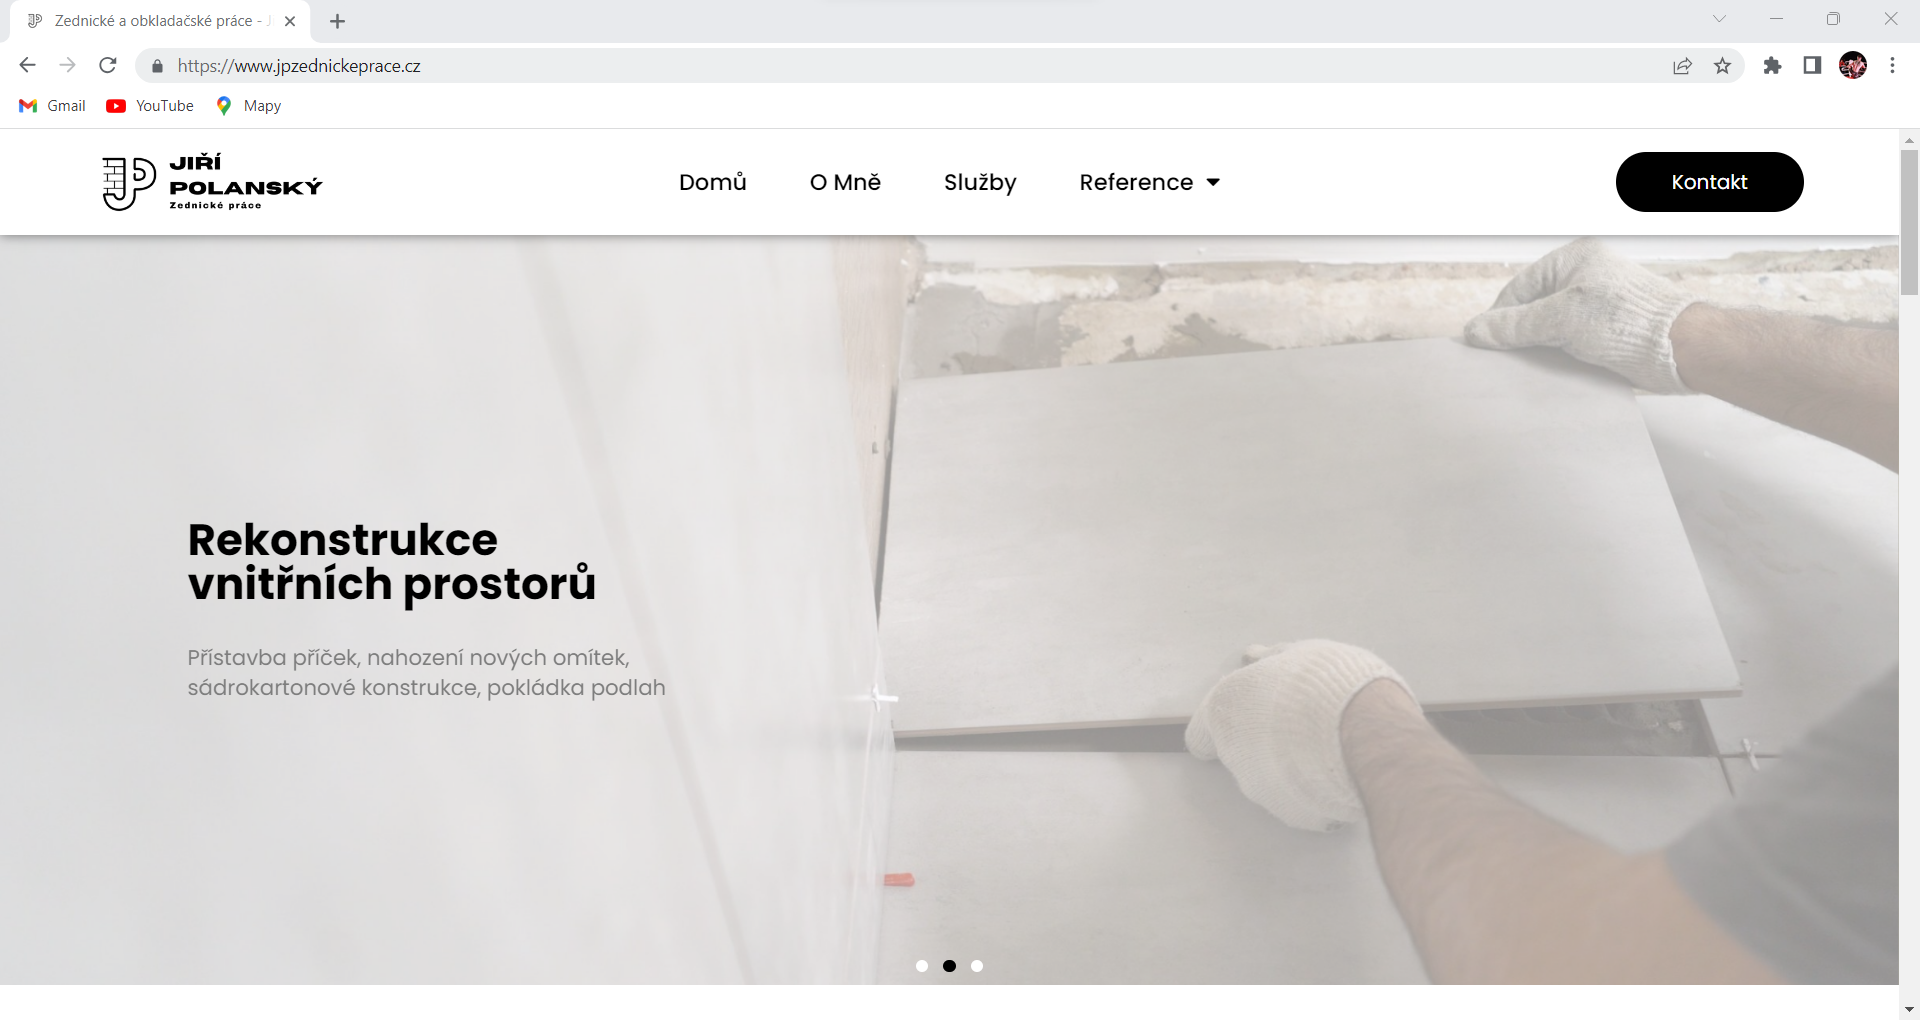 Zednické a obkladačské práce -
https://www.jpzednickeprace.cz
Gmail YouTube Mapy
JP JIŘÍ
POLANSKÝ
Zednické práce
Domů O Mně Služby Reference Kontakt
Rekonstrukce
vnitřních prostorů
Přístavba příček, nahození nových omítek,
sádrokartonové konstrukce, pokládka podlah